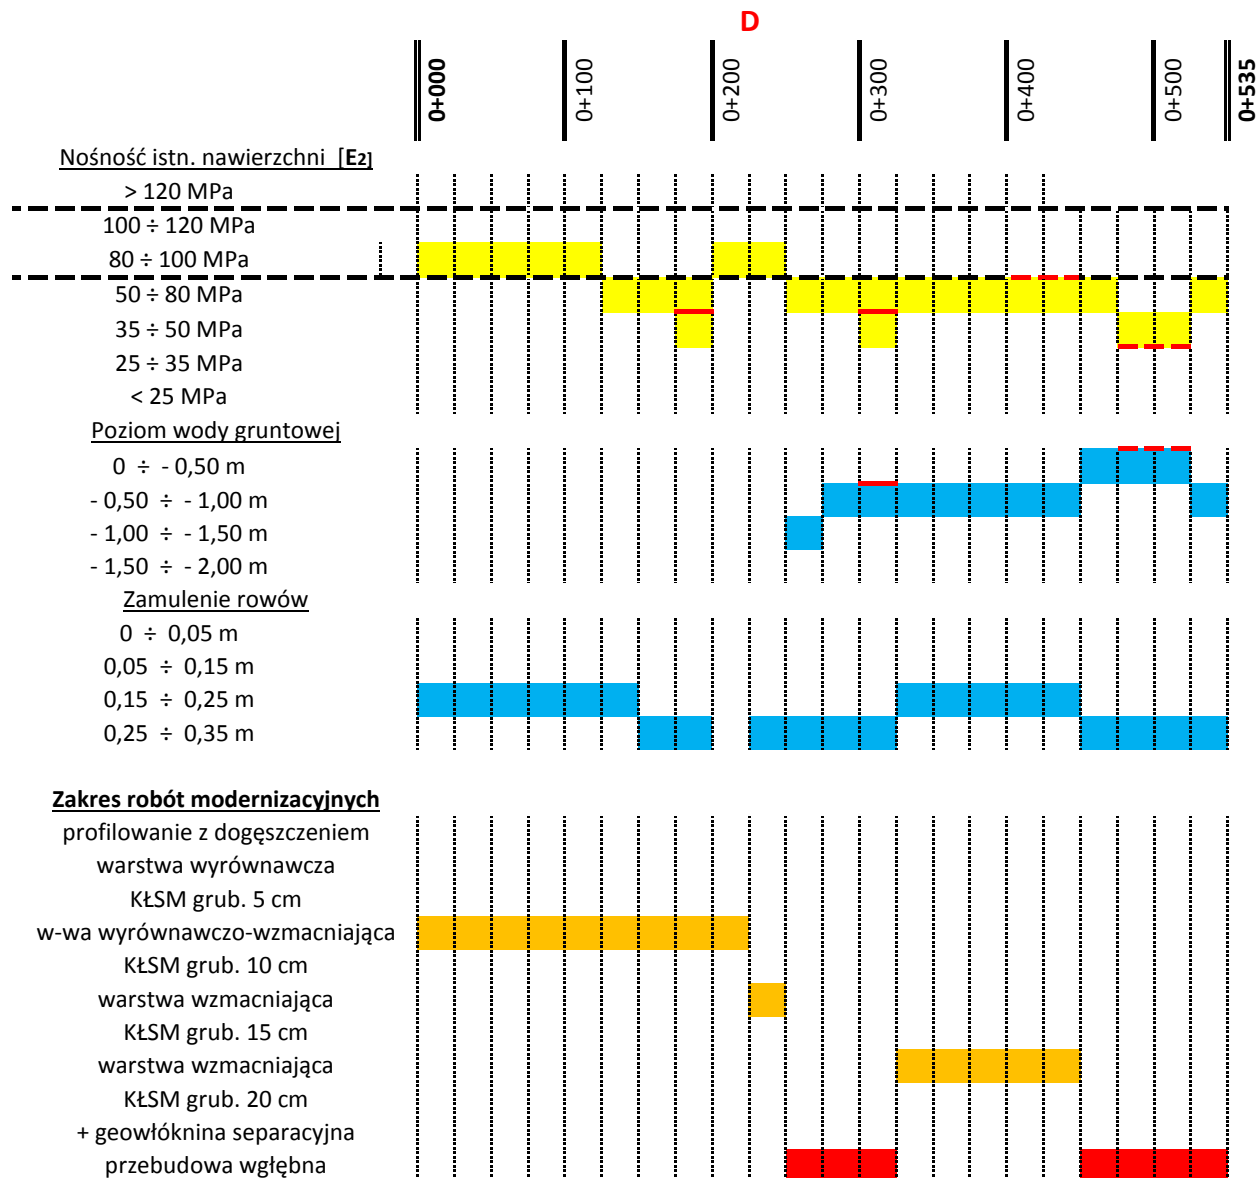 D
0+000
0+100
0+200
0+300
0+400
0+500
0+535
Nośność istn. nawierzchni [E2]
> 120 MPa
100 ÷ 120 MPa
80 ÷ 100 MPa
50 ÷ 80 MPa
35 ÷ 50 MPa
25 ÷ 35 MPa
< 25 MPa
Poziom wody gruntowej
0 ÷ - 0,50 m
- 0,50 ÷ - 1,00 m
- 1,00 ÷ - 1,50 m
- 1,50 ÷ - 2,00 m
Zamulenie rowów
0 ÷ 0,05 m
0,05 ÷ 0,15 m
0,15 ÷ 0,25 m
0,25 ÷ 0,35 m
Zakres robót modernizacyjnych
profilowanie z dogęszczeniem
warstwa wyrównawcza
KŁSM grub. 5 cm
w-wa wyrównawczo-wzmacniająca
KŁSM grub. 10 cm
warstwa wzmacniająca
KŁSM grub. 15 cm
warstwa wzmacniająca
KŁSM grub. 20 cm
+ geowłóknina separacyjna
przebudowa wgłębna